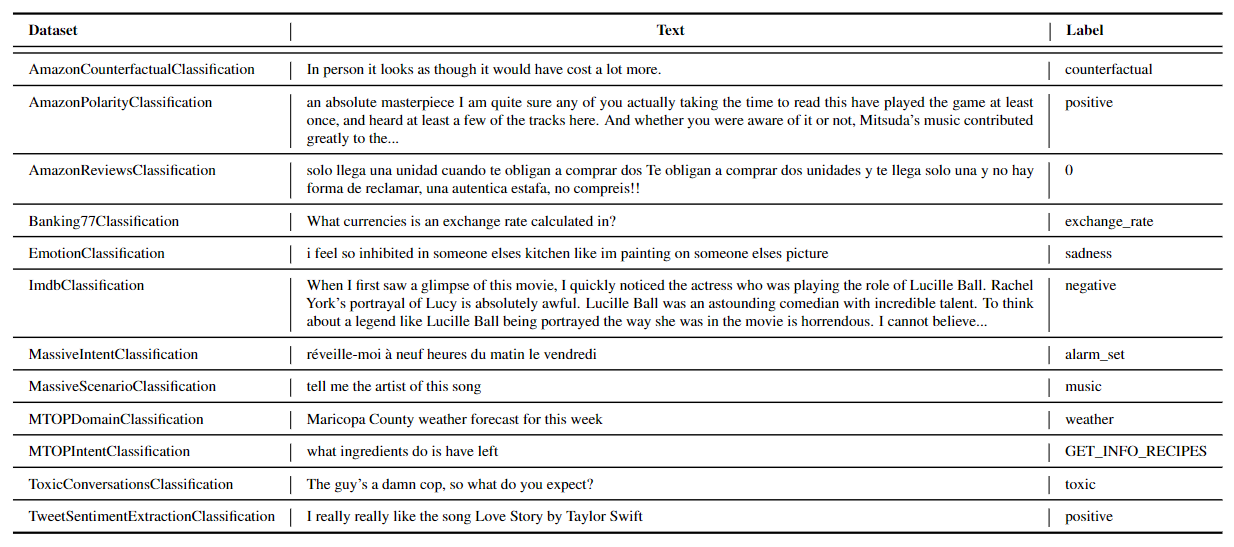 Dataset Text Label
AmazonCounterfactualClassification In person it looks as though it would have cost a lot more. counterfactual
AmazonPolarityClassification an absolute masterpiece I am quite sure any of you actually taking the time to read this have played the game at least positive
once, and heard at least a few of the tracks here. And whether you were aware of it or not, Mitsuda's music contributed
greatly to the...
AmazonReviewsClassification solo llega una unidad cuando te obligan a comprar dos Te obligan a comprar dos unidades y te llega solo una y no hay 0
forma de reclamar, una autentica estafa, no compreis!!
Banking77Classification What currencies is an exchange rate calculated in? exchange_rate
EmotionClassification i feel so inhibited in someone elses kitchen like im painting on someone elses picture sadness
ImdbClassification When I first saw a glimpse of this movie, I quickly noticed the actress who was playing the role of Lucille Ball. Rachel negative
York's portrayal of Lucy is absolutely awful. Lucille Ball was an astounding comedian with incredible talent. To think
about a legend like Lucille Ball being portrayed the way she was in the movie is horrendous. I cannot believe...
MassiveIntentClassification réveille-moi à neuf heures du matin le vendredi alarm_set
MassiveScenarioClassification tell me the artist of this song music
MTOPDomainClassification Maricopa County weather forecast for this week weather
MTOPIntentClassification what ingredients do is have left GET_INFO_RECIPES
ToxicConversationsClassification The guy's a damn cop, so what do you expect? toxic
TweetSentimentExtractionClassification I really really like the song Love Story by Taylor Swift positive